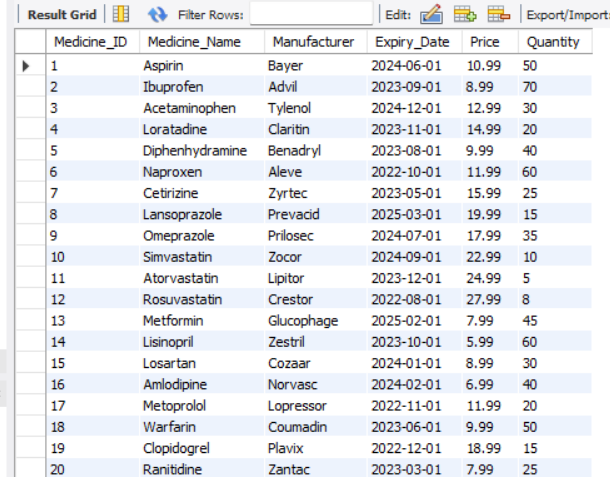 Result Grid Filter Rows: Edit: Export/Import:
Medicine_ID Medicine_Name Manufacturer Expiry_Date Price Quantity
1 Aspirin Bayer 2024-06-01 10.99 50
2 Ibuprofen Advil 2023-09-01 8.99 70
3 Acetaminophen Tylenol 2024-12-01 12.99 30
4 Loratadine Claritin 2023-11-01 14.99 20
5 Diphenhydramine Benadryl 2023-08-01 9.99 40
6 Naproxen Aleve 2022-10-01 11.99 60
7 Cetirizine Zyrtec 2023-05-01 15.99 25
8 Lansoprazole Prevacid 2025-03-01 19.99 15
9 Omeprazole Prilosec 2024-07-01 17.99 35
10 Simvastatin Zocor 2024-09-01 22.99 10
11 Atorvastatin Lipitor 2023-12-01 24.99 5
12 Rosuvastatin Crestor 2022-08-01 27.99 8
13 Metformin Glucophage 2025-02-01 7.99 45
14 Lisinopril Zestril 2023-10-01 5.99 60
15 Losartan Cozaar 2024-01-01 8.99 30
16 Amlodipine Norvasc 2024-02-01 6.99 40
17 Metoprolol Lopressor 2022-11-01 11.99 20
18 Warfarin Coumadin 2023-06-01 9.99 50
19 Clopidogrel Plavix 2022-12-01 18.99 15
20 Ranitidine Zantac 2023-03-01 7.99 25